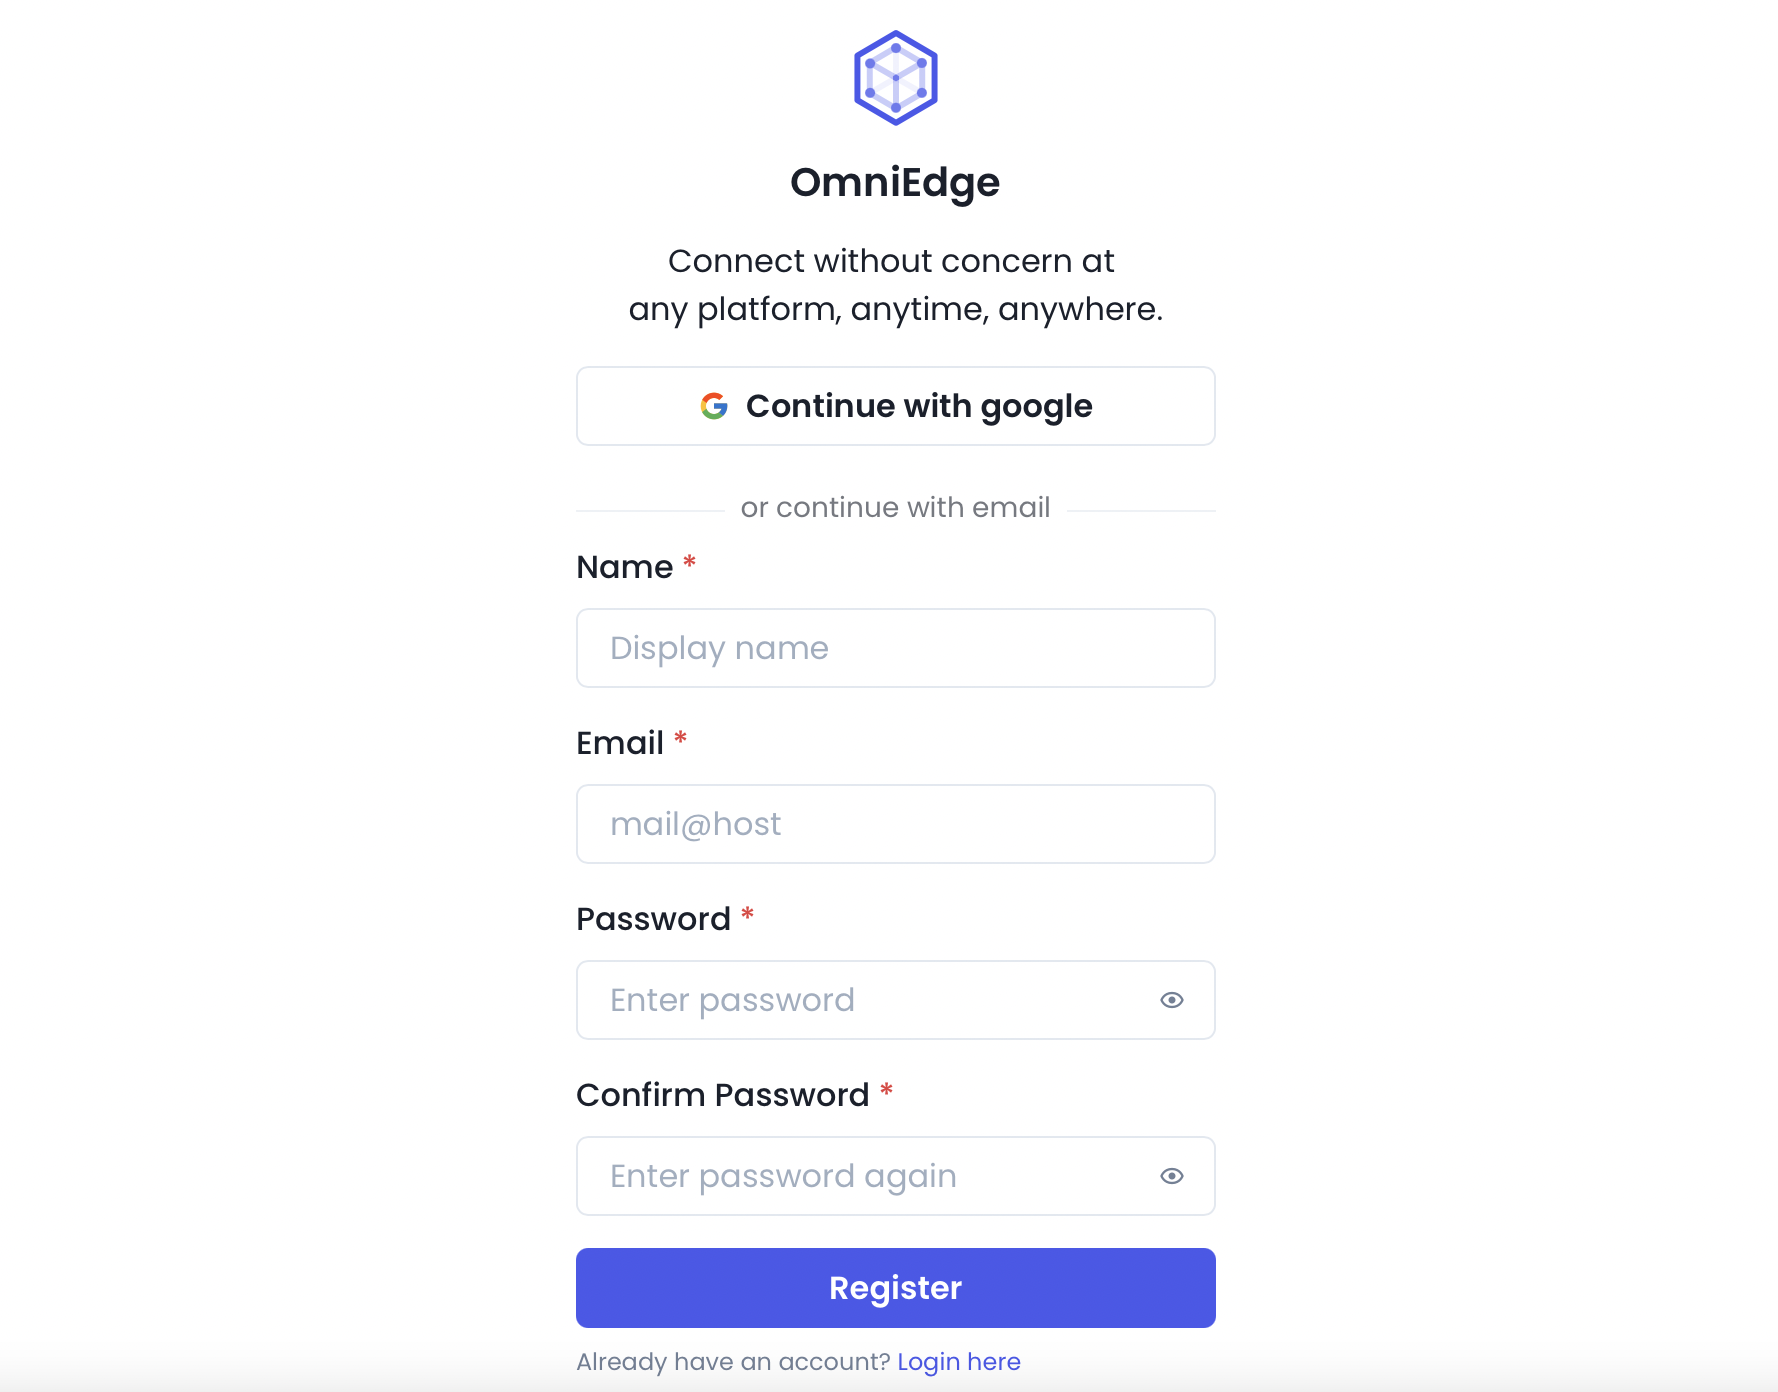 OmniEdge
Connect without concern at
any platform, anytime, anywhere.
Continue with google
or continue with email
Name *
Display name
Email *
mail@host
Password *
Enter password
Confirm Password *
Enter password again
Register
Already have an account? Login here